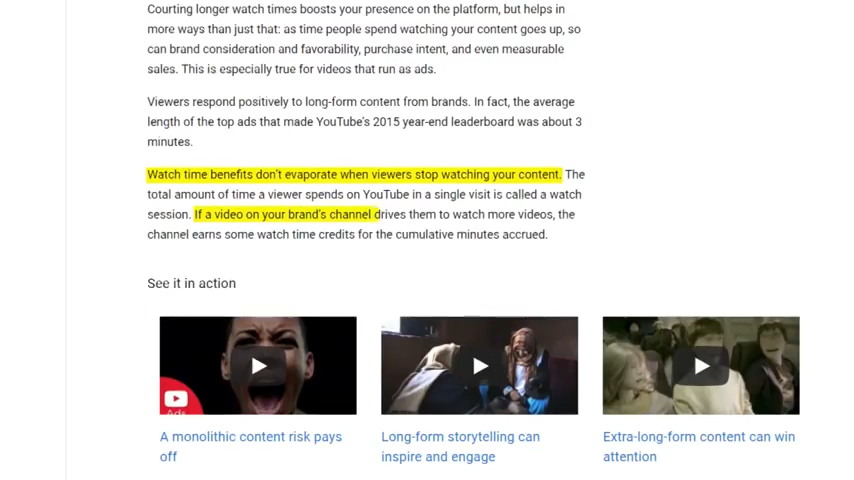 Courting longer watch times boosts your presence on the platform, but helps in
more ways than just that: as time people spend watching your content goes up, so
can brand consideration and favorability, purchase intent, and even measurable
sales. This is especially true for videos that run as ads.
Viewers respond positively to long-form content from brands. In fact, the average
length of the top ads that made YouTube's 2015 year-end leaderboard was about 3
minutes.
Watch time benefits don't evaporate when viewers stop watching your content. The
total amount of time a viewer spends on YouTube in a single visit is called a watch
session. If a video on your brand's channel drives them to watch more videos, the
channel earns some watch time credits for the cumulative minutes accrued.
See it in action
Ads
A monolithic content risk pays
off
Long-form storytelling can
inspire and engage
Extra-long-form content can win
attention